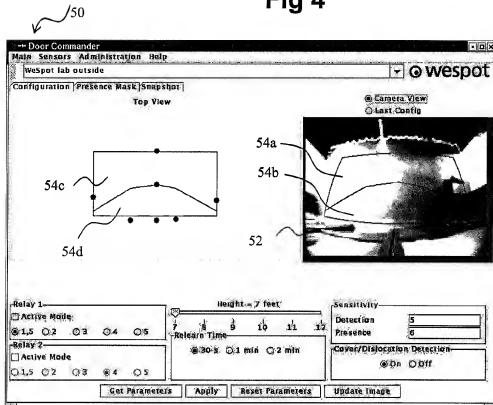 Fig 4
50
Door Commander
Main Sensors Administration Help
WeSpot lab outside
wespot
Configuration Presence Mask Snapshot
Top View
Camera View
Last Config
54a
54b
54c
54d
52
Relay 1
Active Mode
1,5 2 3 4 5
Relay 2
Active Mode
1,5 2 3 4 5
Height = 7 feet
7 8 9 10 11 12
Relearn Time
30 s 1 min 2 min
Sensitivity
Detection 5
Presence 6
Cover/Dislocation Detection
On Off
Get Parameters Apply Reset Parameters Update Image